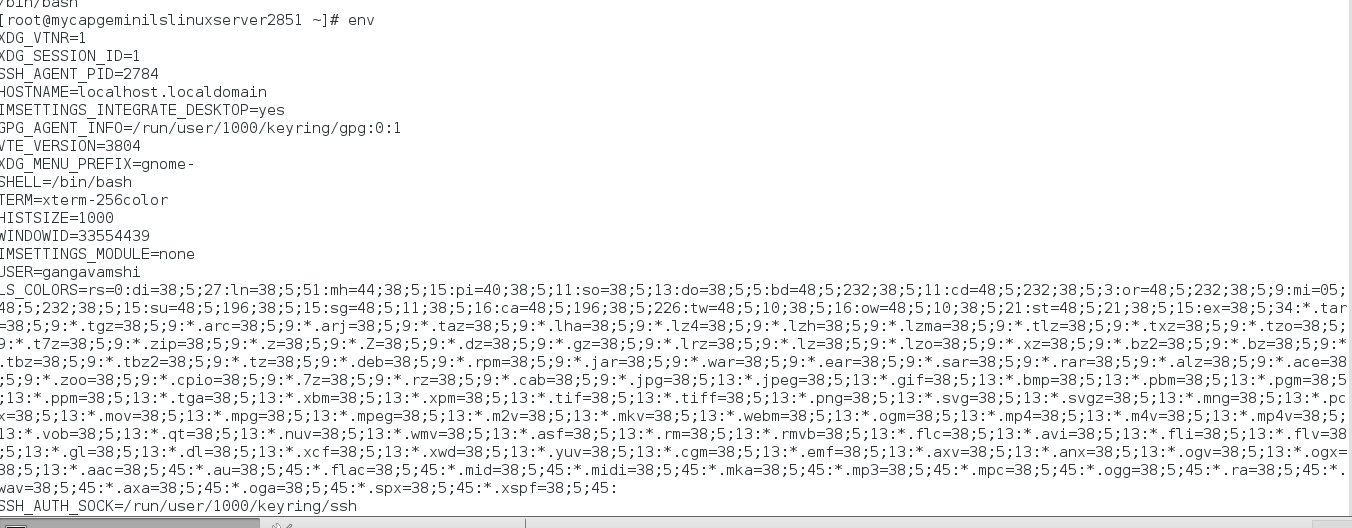 /bin/bash
[root@mycapgeminilslinuxserver2851 ~]# env
XDG_VTNR=1
XDG_SESSION_ID=1
SSH_AGENT_PID=2784
HOSTNAME=localhost.localdomain
IMSETTINGS_INTEGRATE_DESKTOP=yes
GPG_AGENT_INFO=/run/user/1000/keyring/gpg:0:1
VTE_VERSION=3804
XDG_MENU_PREFIX=gnome-
SHELL=/bin/bash
TERM=xterm-256color
HISTSIZE=1000
WINDOWID=33554439
IMSETTINGS_MODULE=none
USER=gangavamshi
LS_COLORS=rs=0:di=38;5;27:ln=38;5;51:mh=44;38;5;15:pi=40;38;5;11:so=38;5;13:do=38;5;5:bd=48;5;232;38;5;11:cd=48;5;232;38;5;3:or=48;5;232;38;5;9:mi=05;
48;5;232;38;5;15:su=48;5;196;38;5;15:sg=48;5;11;38;5;16:ca=48;5;196;38;5;226:tw=48;5;10;38;5;16:ow=48;5;10;38;5;21:st=48;5;21;38;5;15:ex=38;5;34:*.tar
=38;5;9:*.tgz=38;5;9:*.arc=38;5;9:*.arj=38;5;9:*.taz=38;5;9:*.lha=38;5;9:*.lz4=38;5;9:*.lzh=38;5;9:*.lzma=38;5;9:*.tlz=38;5;9:*.txz=38;5;9:*.tzo=38;5;
9:*.t7z=38;5;9:*.zip=38;5;9:*.z=38;5;9:*.Z=38;5;9:*.dz=38;5;9:*.gz=38;5;9:*.lrz=38;5;9:*.lz=38;5;9:*.lzo=38;5;9:*.xz=38;5;9:*.bz2=38;5;9:*.bz=38;5;9:*
.tbz=38;5;9:*.tbz2=38;5;9:*.tz=38;5;9:*.deb=38;5;9:*.rpm=38;5;9:*.jar=38;5;9:*.war=38;5;9:*.ear=38;5;9:*.sar=38;5;9:*.rar=38;5;9:*.alz=38;5;9:*.ace=38
;5;9:*.zoo=38;5;9:*.cpio=38;5;9:*.7z=38;5;9:*.rz=38;5;9:*.cab=38;5;9:*.jpg=38;5;13:*.jpeg=38;5;13:*.gif=38;5;13:*.bmp=38;5;13:*.pbm=38;5;13:*.pgm=38;5
;13:*.ppm=38;5;13:*.tga=38;5;13:*.xbm=38;5;13:*.xpm=38;5;13:*.tif=38;5;13:*.tiff=38;5;13:*.png=38;5;13:*.svg=38;5;13:*.svgz=38;5;13:*.mng=38;5;13:*.pc
x=38;5;13:*.mov=38;5;13:*.mpg=38;5;13:*.mpeg=38;5;13:*.m2v=38;5;13:*.mkv=38;5;13:*.webm=38;5;13:*.ogm=38;5;13:*.mp4=38;5;13:*.m4v=38;5;13:*.mp4v=38;5;
13:*.vob=38;5;13:*.qt=38;5;13:*.nuv=38;5;13:*.wmv=38;5;13:*.asf=38;5;13:*.rm=38;5;13:*.rmvb=38;5;13:*.flc=38;5;13:*.avi=38;5;13:*.fli=38;5;13:*.flv=38
;5;13:*.gl=38;5;13:*.dl=38;5;13:*.xcf=38;5;13:*.xwd=38;5;13:*.yuv=38;5;13:*.cgm=38;5;13:*.emf=38;5;13:*.axv=38;5;13:*.anx=38;5;13:*.ogv=38;5;13:*.ogx=
38;5;13:*.aac=38;5;45:*.au=38;5;45:*.flac=38;5;45:*.mid=38;5;45:*.midi=38;5;45:*.mka=38;5;45:*.mp3=38;5;45:*.mpc=38;5;45:*.ogg=38;5;45:*.ra=38;5;45:*.
wav=38;5;45:*.axa=38;5;45:*.oga=38;5;45:*.spx=38;5;45:*.xspf=38;5;45:
SSH_AUTH_SOCK=/run/user/1000/keyring/ssh